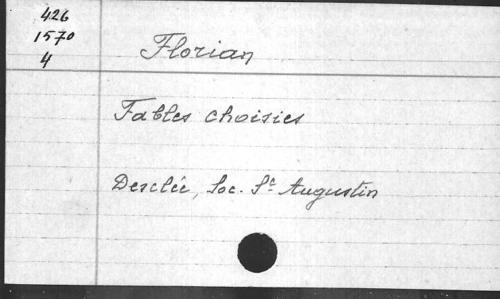 426
1570
4
Florian
Fables choisies
Desclée, Soc. St Augustin